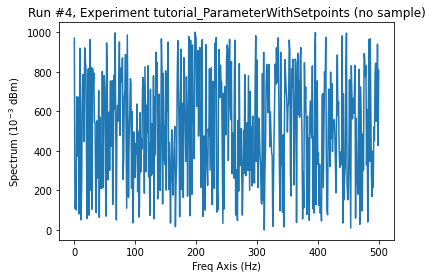 Run #4, Experiment tutorial_ParameterWithSetpoints (no sample)
1000
800
600
400
200
0
Spectrum (10⁻³ dBm)
0 100 200 300 400 500
Freq Axis (Hz)